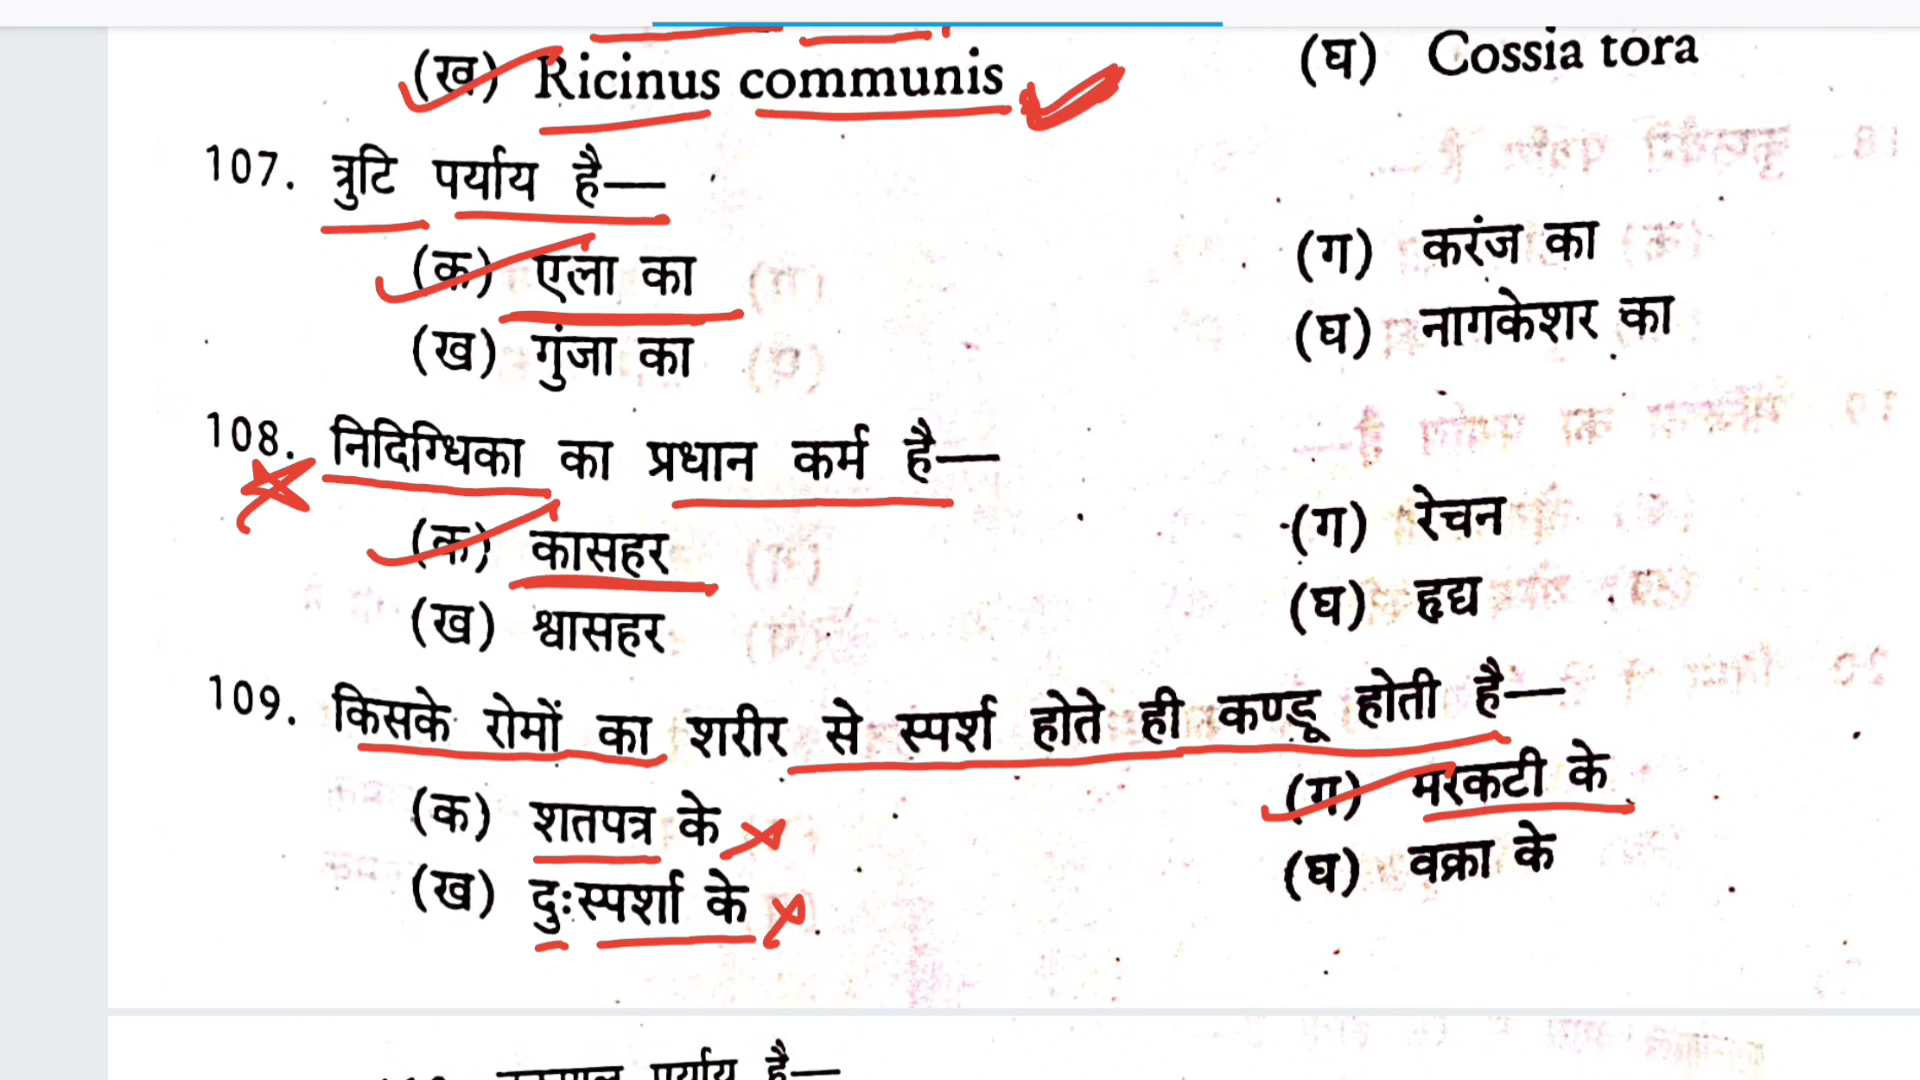 (ख) Ricinus communis
(घ) Cossia tora
107. त्रुटि पर्याय है—
(क) एला का
(ग) करंज का
(ख) गुंजा का
(घ) नागकेशर का
108. निदिग्धिका का प्रधान कर्म है—
(क) कासहर
(ग) रेचन
(ख) श्वासहर
(घ) हृद्य
109. किसके रोमों का शरीर से स्पर्श होते ही कण्डू होती है—
(क) शतपत्र के
(ग) मरकटी के
(ख) दुःस्पर्शा के
(घ) वक्रा के
पर्याय है—